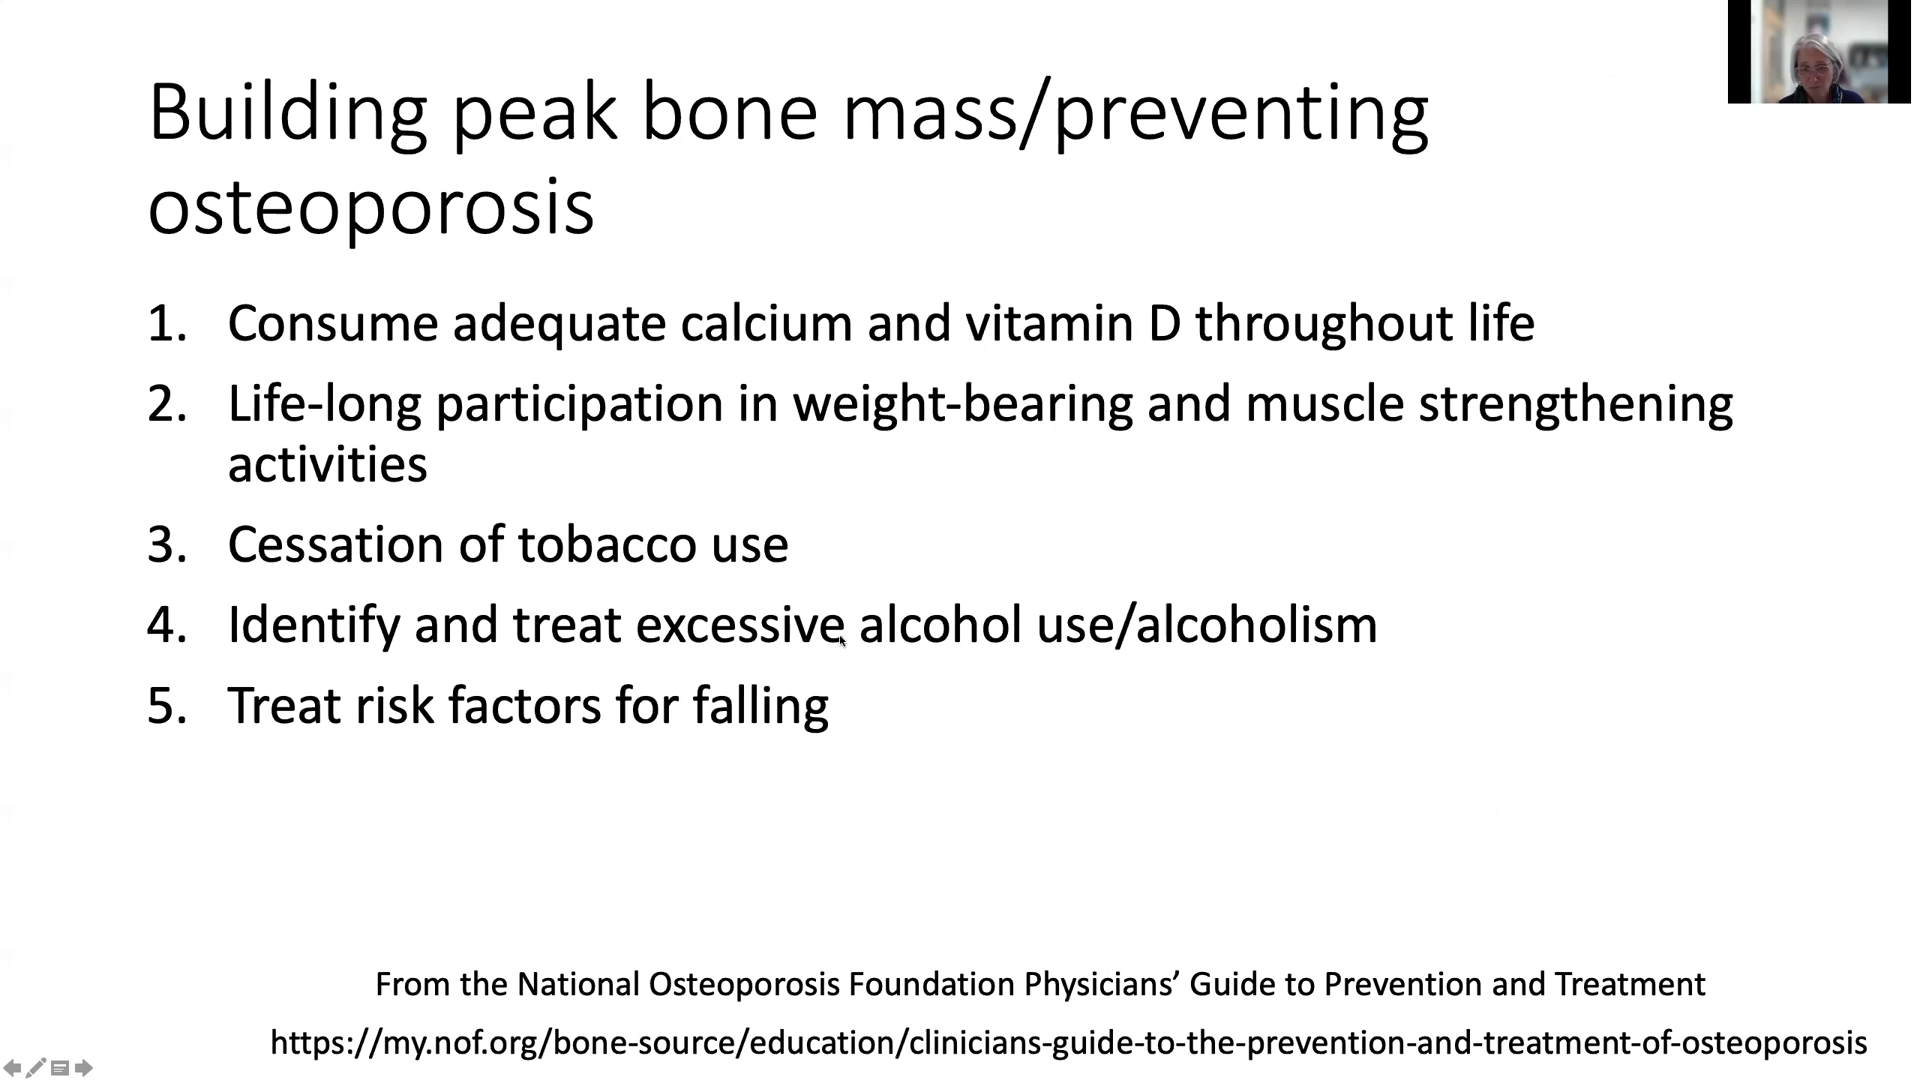 Building peak bone mass/preventing
osteoporosis
1. Consume adequate calcium and vitamin D throughout life
2. Life-long participation in weight-bearing and muscle strengthening
activities
3. Cessation of tobacco use
4. Identify and treat excessive alcohol use/alcoholism
5. Treat risk factors for falling
From the National Osteoporosis Foundation Physicians’ Guide to Prevention and Treatment
https://my.nof.org/bone-source/education/clinicians-guide-to-the-prevention-and-treatment-of-osteoporosis